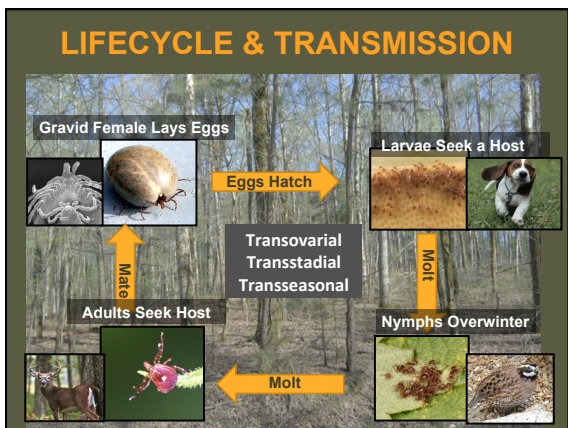 LIFECYCLE & TRANSMISSION
Gravid Female Lays Eggs
Eggs Hatch
Larvae Seek a Host
Transovarial
Transstadial
Transseasonal
Molt
Mate
Adults Seek Host
Nymphs Overwinter
Molt